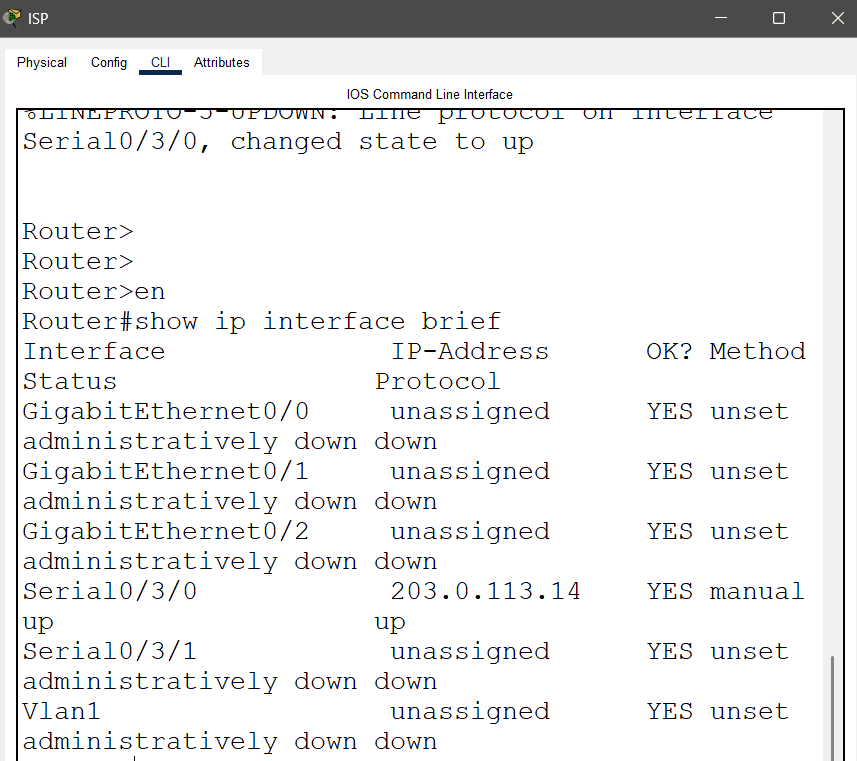 ISP
Physical Config CLI Attributes
IOS Command Line Interface
%LINEPROTO-5-UPDOWN: Line protocol on Interface
Serial0/3/0, changed state to up
Router>
Router>
Router>en
Router#show ip interface brief
Interface              IP-Address      OK? Method
Status                Protocol
GigabitEthernet0/0     unassigned      YES unset
administratively down down
GigabitEthernet0/1     unassigned      YES unset
administratively down down
GigabitEthernet0/2     unassigned      YES unset
administratively down down
Serial0/3/0            203.0.113.14    YES manual
up                    up
Serial0/3/1            unassigned      YES unset
administratively down down
Vlan1                  unassigned      YES unset
administratively down down